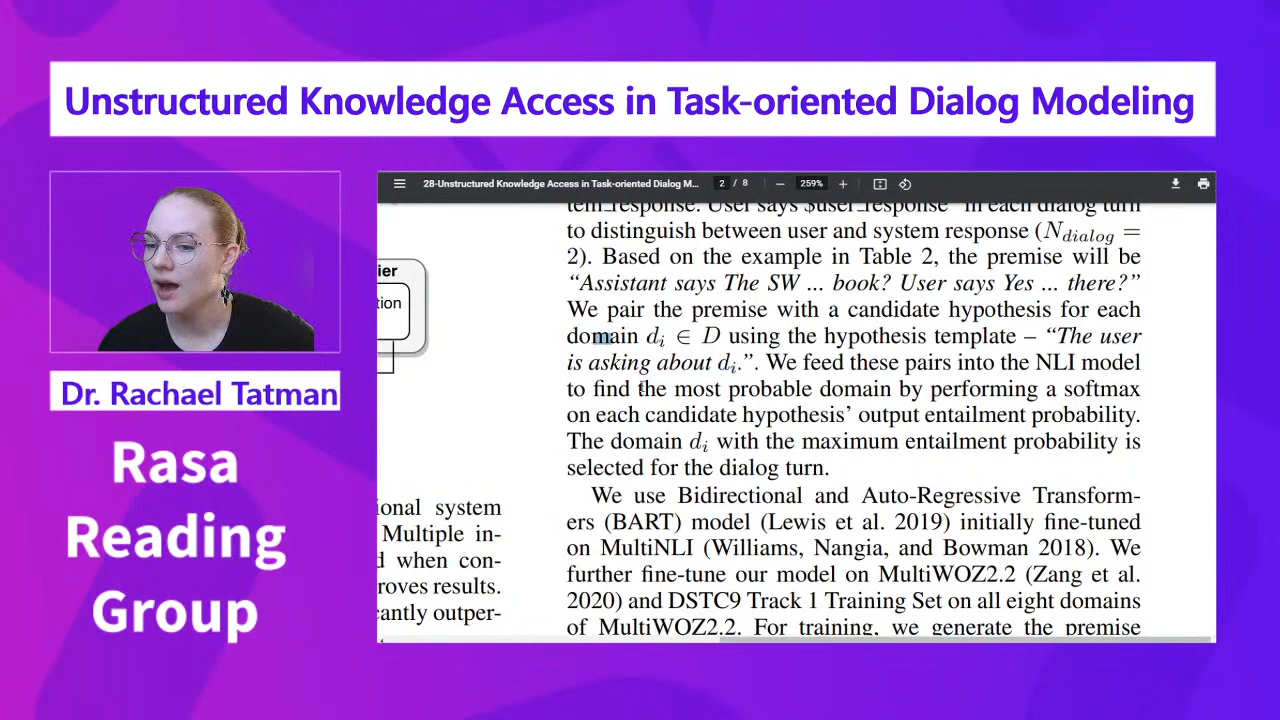 Unstructured Knowledge Access in Task-oriented Dialog Modeling
28-Unstructured Knowledge Access in Task-oriented Dialog M...
2 / 8
259%
Dr. Rachael Tatman
Rasa
Reading
Group
ier
tion
ional system
Multiple in-
d when con-
roves results.
cantly outper-
tem_response. User says $user_response" in each dialog turn
to distinguish between user and system response (N_dialog =
2). Based on the example in Table 2, the premise will be
“Assistant says The SW ... book? User says Yes ... there?”
We pair the premise with a candidate hypothesis for each
domain d_i ∈ D using the hypothesis template – “The user
is asking about d_i.”. We feed these pairs into the NLI model
to find the most probable domain by performing a softmax
on each candidate hypothesis’ output entailment probability.
The domain d_i with the maximum entailment probability is
selected for the dialog turn.
We use Bidirectional and Auto-Regressive Transform-
ers (BART) model (Lewis et al. 2019) initially fine-tuned
on MultiNLI (Williams, Nangia, and Bowman 2018). We
further fine-tune our model on MultiWOZ2.2 (Zang et al.
2020) and DSTC9 Track 1 Training Set on all eight domains
of MultiWOZ2.2. For training, we generate the premise